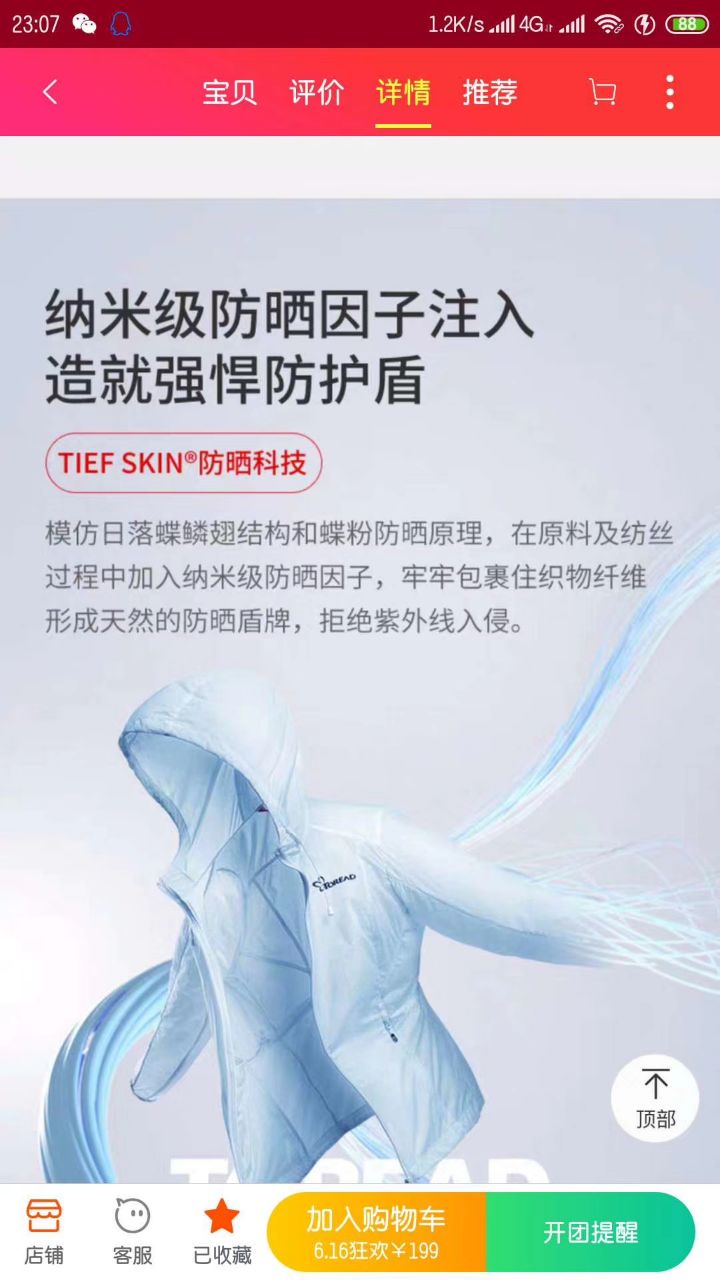 23:07 1.2K/s 4G 88
宝贝 评价 详情 推荐
纳米级防晒因子注入
造就强悍防护盾
TIEF SKIN®防晒科技
模仿日落蝶鳞翅结构和蝶粉防晒原理，在原料及纺丝
过程中加入纳米级防晒因子，牢牢包裹住织物纤维
形成天然的防晒盾牌，拒绝紫外线入侵。
TOREAD
顶部
TOREAD
店铺 客服 已收藏
加入购物车
6.16狂欢￥199
开团提醒